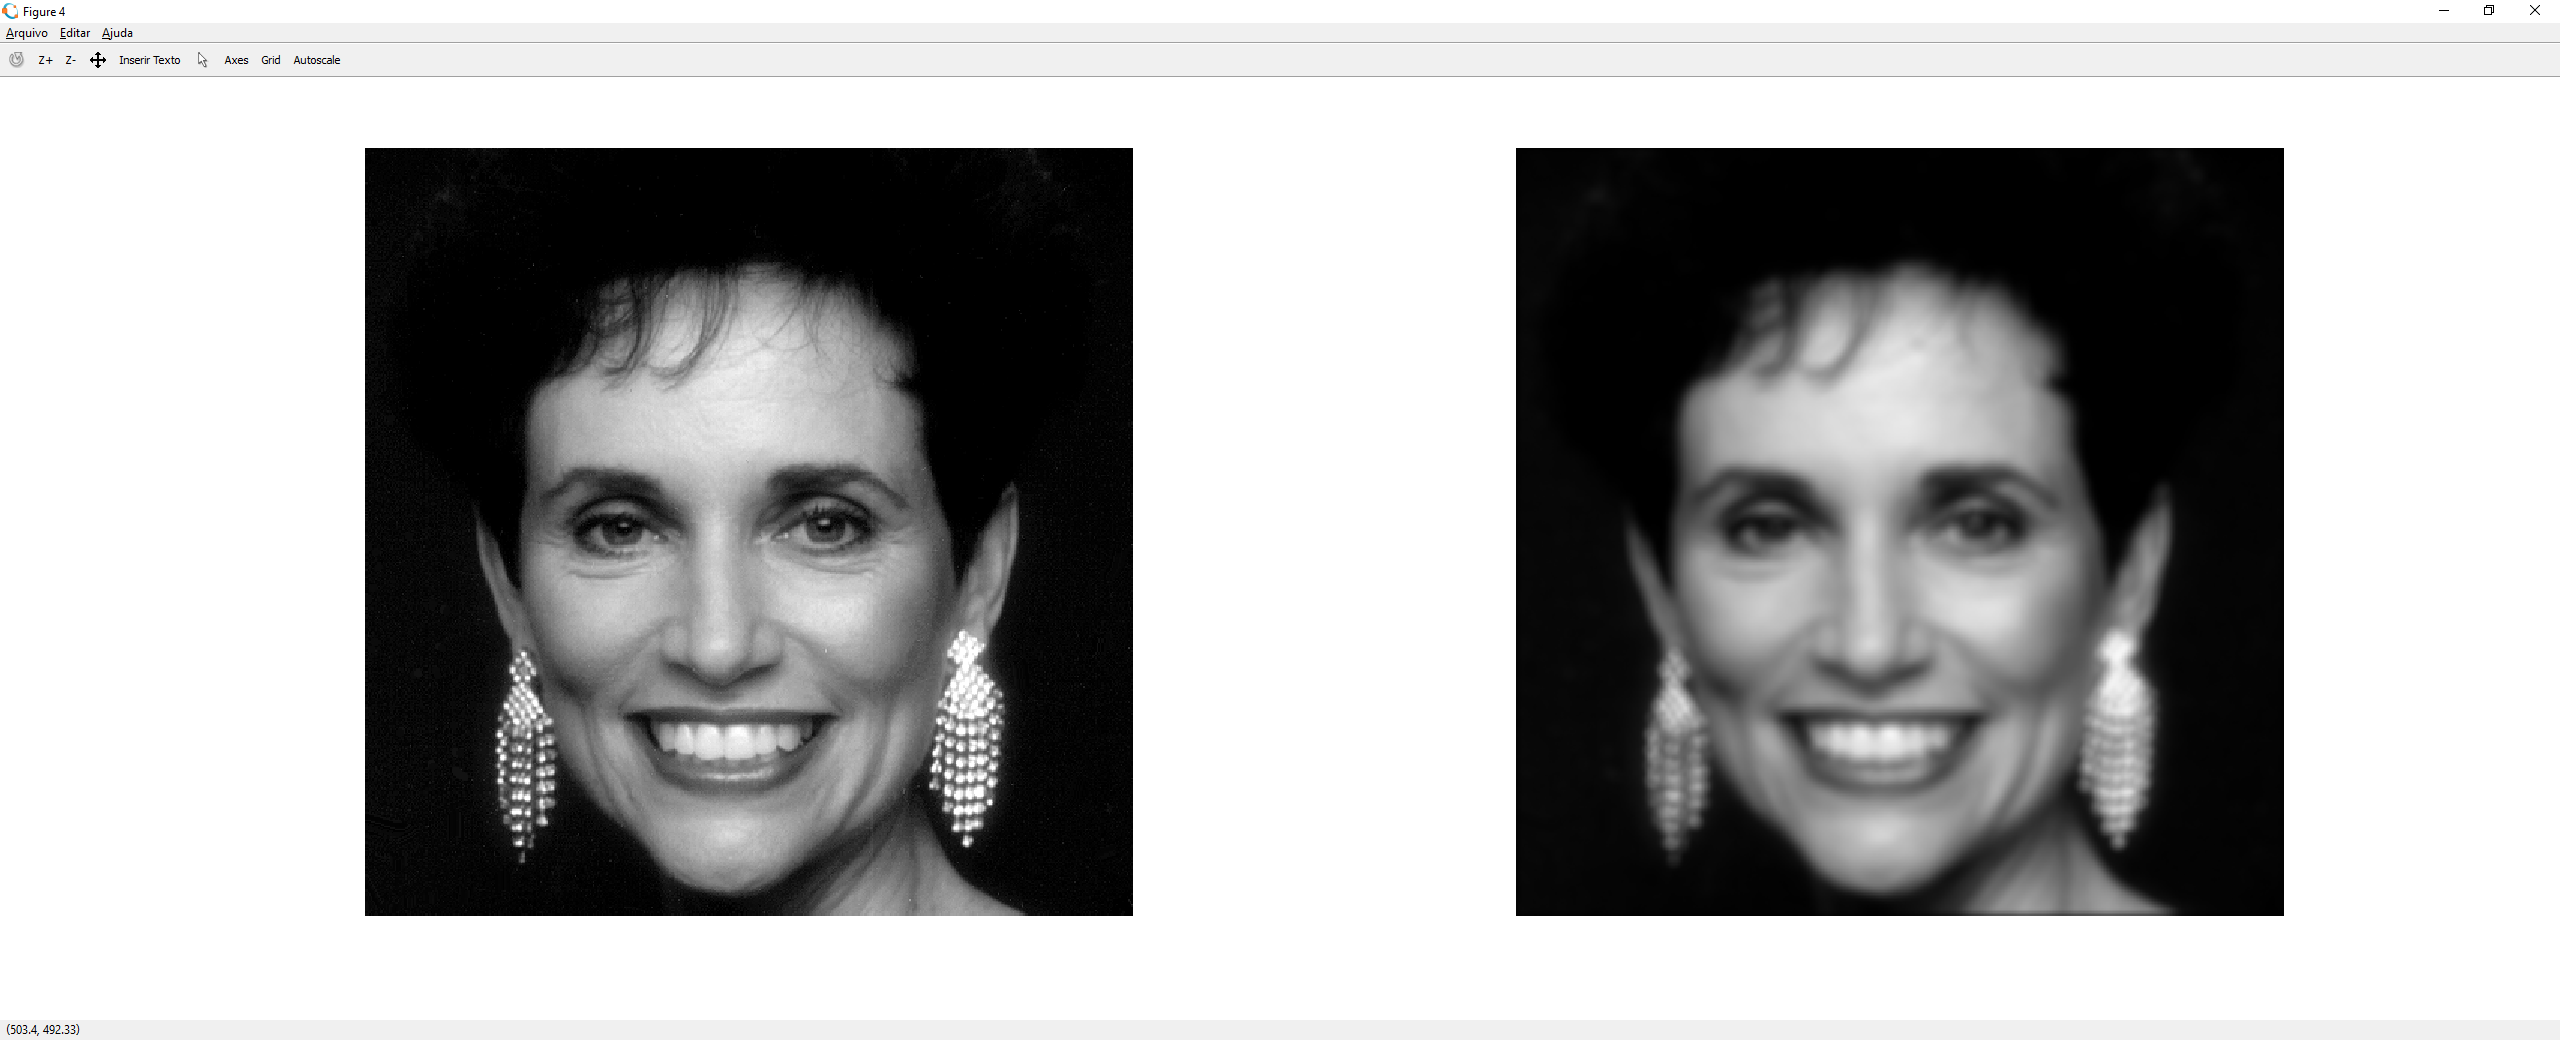 Figure 4
Arquivo Editar Ajuda
Z+ Z- Inserir Texto Axes Grid Autoscale
(503.4, 492.33)